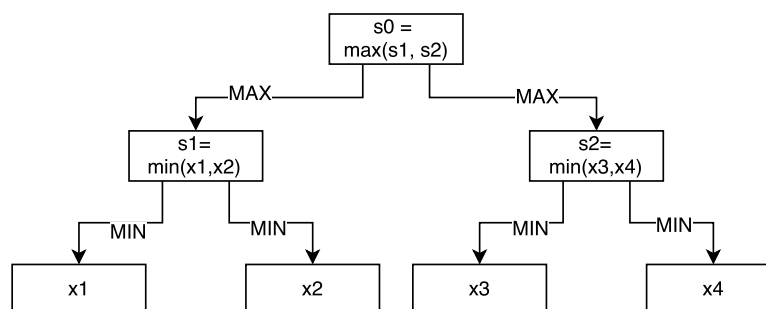 s0 =
max(s1, s2)
MAX
MAX
s1=
min(x1,x2)
s2=
min(x3,x4)
MIN
MIN
MIN
MIN
x1
x2
x3
x4